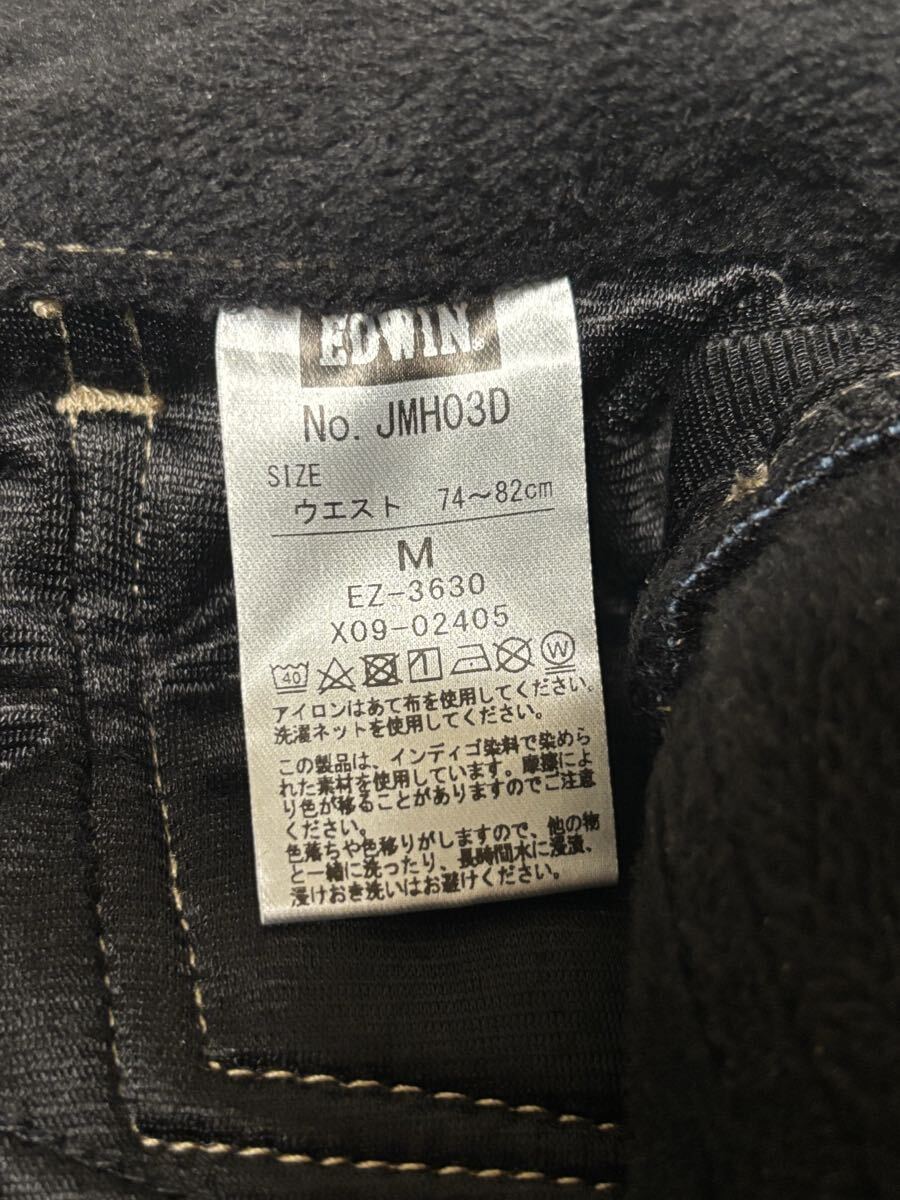 EDWIN.
No. JMH03D
SIZE
ウエスト 74～82cm
M
EZ-3630
X09-02405
40
1
W
アイロンはあて布を使用してください。
洗濯ネットを使用してください。
この製品は、インディゴ染料で染めら
れた素材を使用しています。摩擦によ
り色が移ることがありますのでご注意
ください。
色落ちや色移りがしますので、他の物
と一緒に洗ったり、長時間水に浸漬、
浸けおき洗いはお避けください。